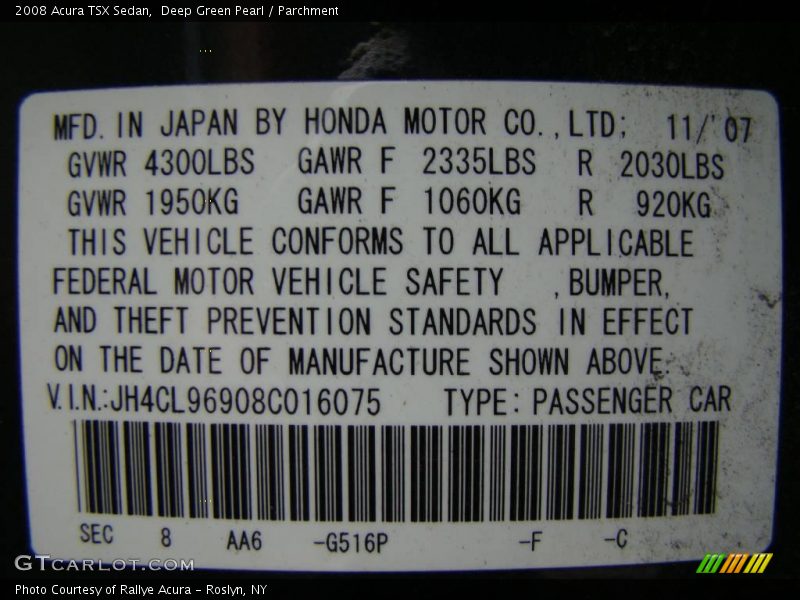 2008 Acura TSX Sedan,  Deep Green Pearl / Parchment
MFD. IN JAPAN BY HONDA MOTOR CO.,LTD; 11/'07
GVWR 4300LBS GAWR F 2335LBS R 2030LBS
GVWR 1950KG GAWR F 1060KG R 920KG
THIS VEHICLE CONFORMS TO ALL APPLICABLE
FEDERAL MOTOR VEHICLE SAFETY ,BUMPER,
AND THEFT PREVENTION STANDARDS IN EFFECT
ON THE DATE OF MANUFACTURE SHOWN ABOVE.
V.I.N.:JH4CL96908C016075 TYPE: PASSENGER CAR
SEC 8 AA6 -G516P -F -C
GTCarLot.com
Photo Courtesy of Rallye Acura - Roslyn, NY